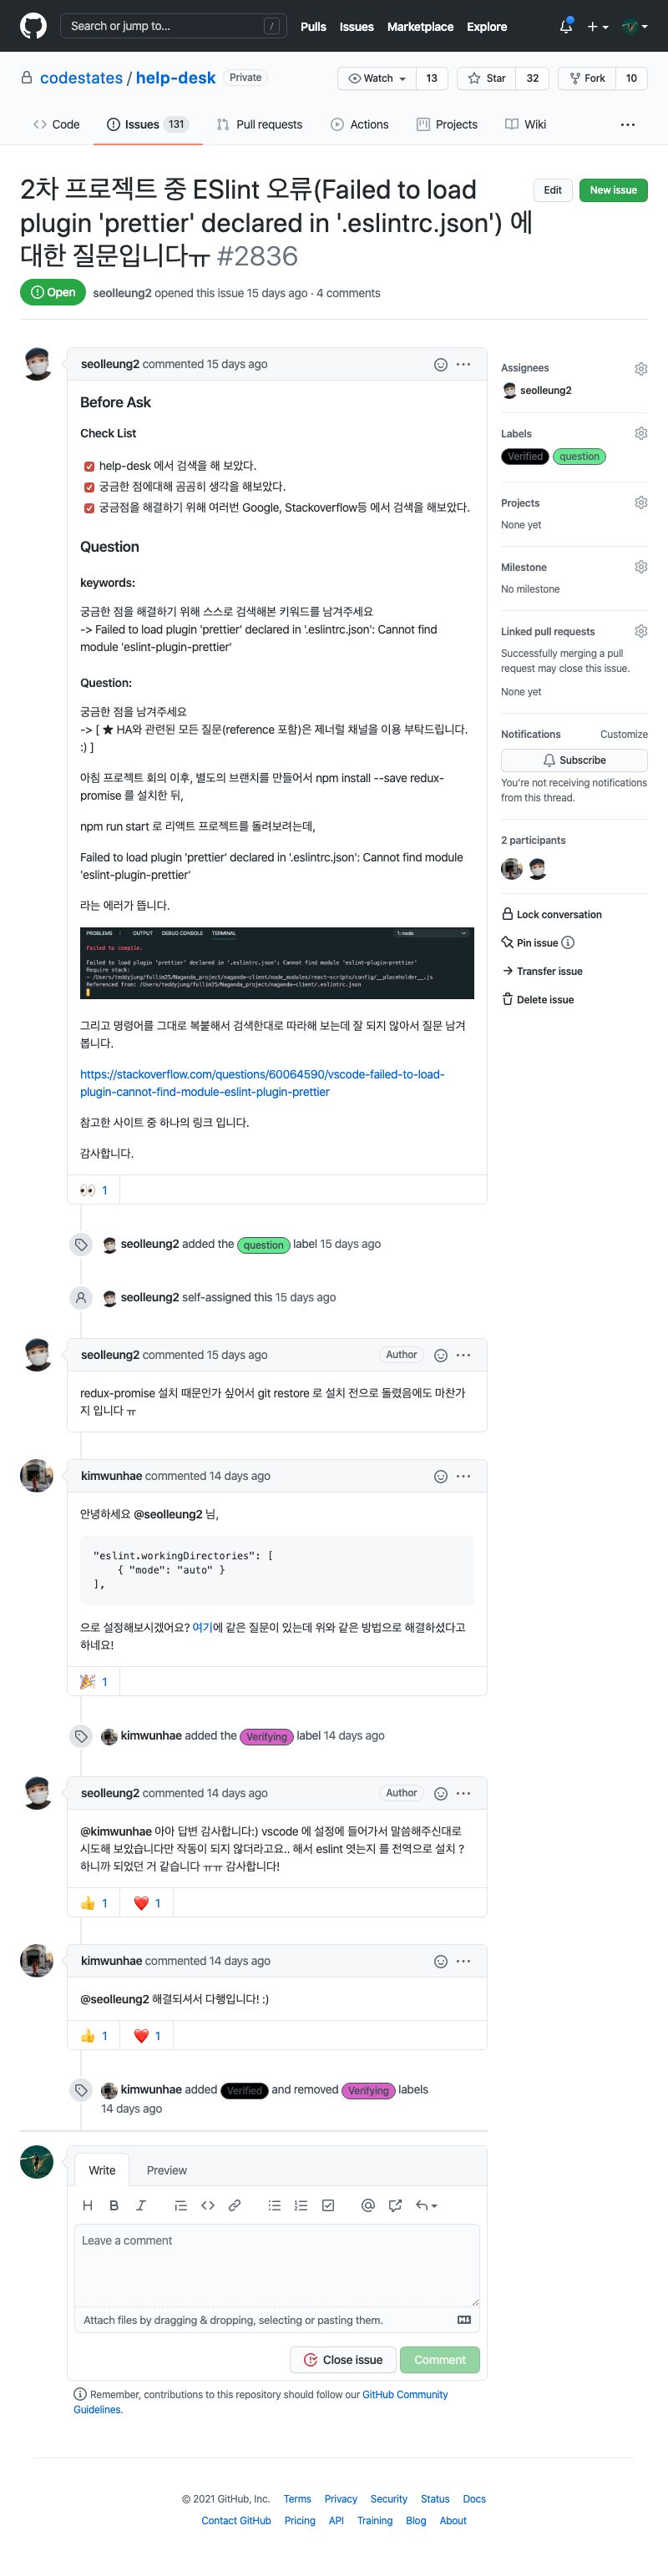 Search or jump to...
/
Pulls Issues Marketplace Explore
codestates / help-desk Private
Watch 13 Star 32 Fork 10
Code Issues 131 Pull requests Actions Projects Wiki
2차 프로젝트 중 ESlint 오류(Failed to load
plugin 'prettier' declared in '.eslintrc.json') 에
대한 질문입니다ㅠ #2836
Edit New issue
Open seolleung2 opened this issue 15 days ago · 4 comments
seolleung2 commented 15 days ago
Before Ask
Check List
help-desk 에서 검색을 해 보았다.
궁금한 점에대해 곰곰히 생각을 해보았다.
궁금점을 해결하기 위해 여러번 Google, Stackoverflow등 에서 검색을 해보았다.
Question
keywords:
궁금한 점을 해결하기 위해 스스로 검색해본 키워드를 남겨주세요
-> Failed to load plugin 'prettier' declared in '.eslintrc.json': Cannot find
module 'eslint-plugin-prettier'
Question:
궁금한 점을 남겨주세요
-> [ ★ HA와 관련된 모든 질문(reference 포함)은 제너럴 채널을 이용 부탁드립니다.
:) ]
아침 프로젝트 회의 이후, 별도의 브랜치를 만들어서 npm install --save redux-
promise 를 설치한 뒤,
npm run start 로 리액트 프로젝트를 돌려보려는데,
Failed to load plugin 'prettier' declared in '.eslintrc.json': Cannot find module
'eslint-plugin-prettier'
라는 에러가 뜹니다.
PROBLEMS 2 OUTPUT DEBUG CONSOLE TERMINAL 1: node
Failed to compile.
Failed to load plugin 'prettier' declared in '.eslintrc.json': Cannot find module 'eslint-plugin-prettier'
Require stack:
- /Users/teddyjung/fullim25/Naganda_project/naganda-client/node_modules/react-scripts/config/__placeholder__.js
Referenced from: /Users/teddyjung/fullim25/Naganda_project/naganda-client/.eslintrc.json
그리고 명령어를 그대로 복붙해서 검색한대로 따라해 보는데 잘 되지 않아서 질문 남겨
봅니다.
https://stackoverflow.com/questions/60064590/vscode-failed-to-load-
plugin-cannot-find-module-eslint-plugin-prettier
참고한 사이트 중 하나의 링크 입니다.
감사합니다.
👀 1
seolleung2 added the question label 15 days ago
seolleung2 self-assigned this 15 days ago
seolleung2 commented 15 days ago Author
redux-promise 설치 때문인가 싶어서 git restore 로 설치 전으로 돌렸음에도 마찬가
지 입니다 ㅠ
kimwunhae commented 14 days ago
안녕하세요 @seolleung2 님,
"eslint.workingDirectories": [
{ "mode": "auto" }
],
으로 설정해보시겠어요? 여기에 같은 질문이 있는데 위와 같은 방법으로 해결하셨다고
하네요!
🎉 1
kimwunhae added the Verifying label 14 days ago
seolleung2 commented 14 days ago Author
@kimwunhae 아아 답변 감사합니다:) vscode 에 설정에 들어가서 말씀해주신대로
시도해 보았습니다만 작동이 되지 않더라고요.. 해서 eslint 엿는지 를 전역으로 설치 ?
하니까 되었던 거 같습니다 ㅠㅠ 감사합니다!
👍 1 ❤️ 1
kimwunhae commented 14 days ago
@seolleung2 해결되셔서 다행입니다! :)
👍 1 ❤️ 1
kimwunhae added Verified and removed Verifying labels
14 days ago
Write Preview
Leave a comment
Attach files by dragging & dropping, selecting or pasting them.
Close issue Comment
Remember, contributions to this repository should follow our GitHub Community
Guidelines.
Assignees
seolleung2
Labels
Verified question
Projects
None yet
Milestone
No milestone
Linked pull requests
Successfully merging a pull
request may close this issue.
None yet
Notifications Customize
Subscribe
You're not receiving notifications
from this thread.
2 participants
Lock conversation
Pin issue
Transfer issue
Delete issue
© 2021 GitHub, Inc. Terms Privacy Security Status Docs
Contact GitHub Pricing API Training Blog About